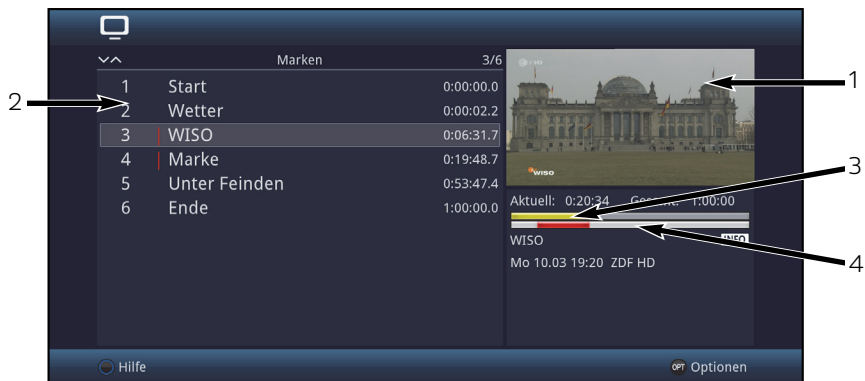 Marken 3/6
1 Start 0:00:00.0
2 Wetter 0:00:02.2
3 WISO 0:06:31.7
4 Marke 0:19:48.7
5 Unter Feinden 0:53:47.4
6 Ende 1:00:00.0
WISO
Aktuell: 0:20:34 1:00:00
WISO INFO
Mo 10.03 19:20 ZDF HD
Hilfe
OPT Optionen
1
2
3
4